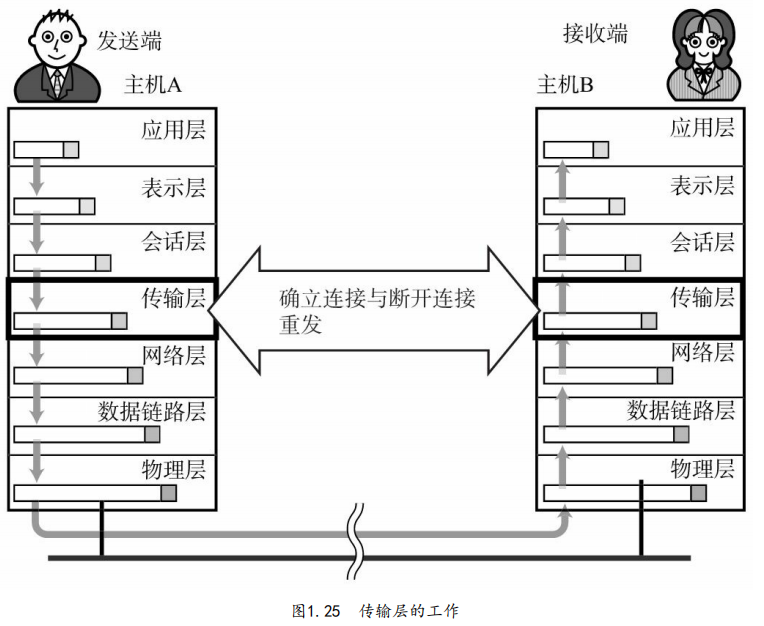 发送端
主机A
应用层
表示层
会话层
传输层
网络层
数据链路层
物理层
确立连接与断开连接
重发
接收端
主机B
应用层
表示层
会话层
传输层
网络层
数据链路层
物理层
图1.25 传输层的工作